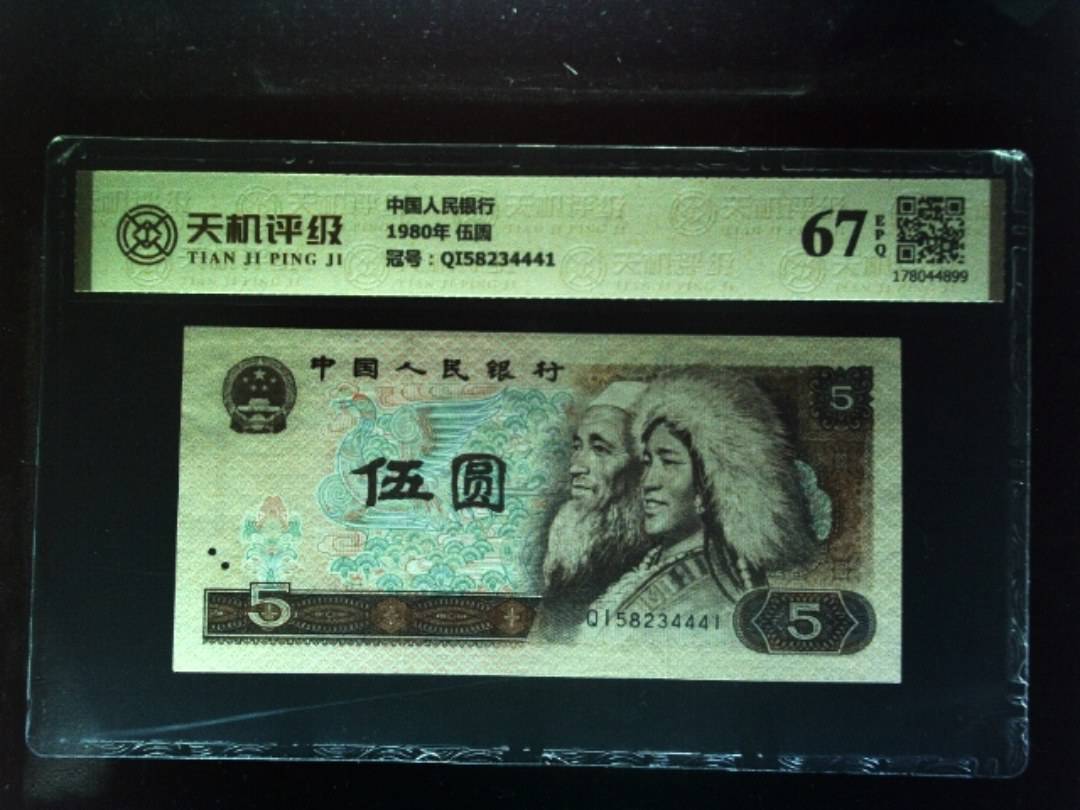 天机评级
TIAN JI PING JI
中国人民银行
1980年 伍圆
冠号：QI58234441
67
EPQ
178044899
中国人民银行
5
伍圆
5
QI58234441
5